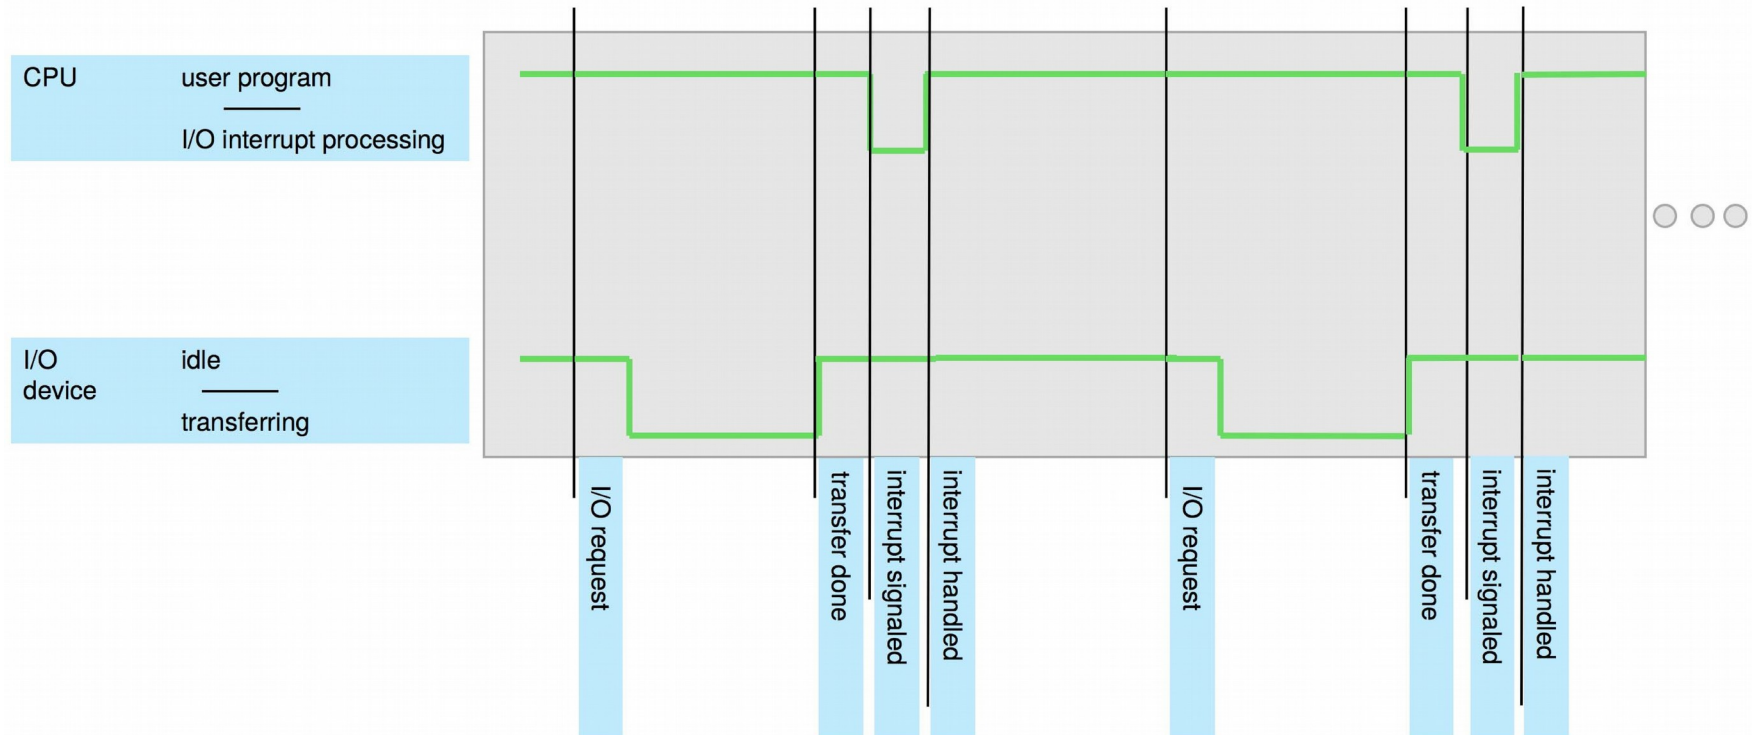 CPU
user program
I/O interrupt processing
I/O
device
idle
transferring
I/O request
transfer done
interrupt signaled
interrupt handled
I/O request
transfer done
interrupt signaled
interrupt handled